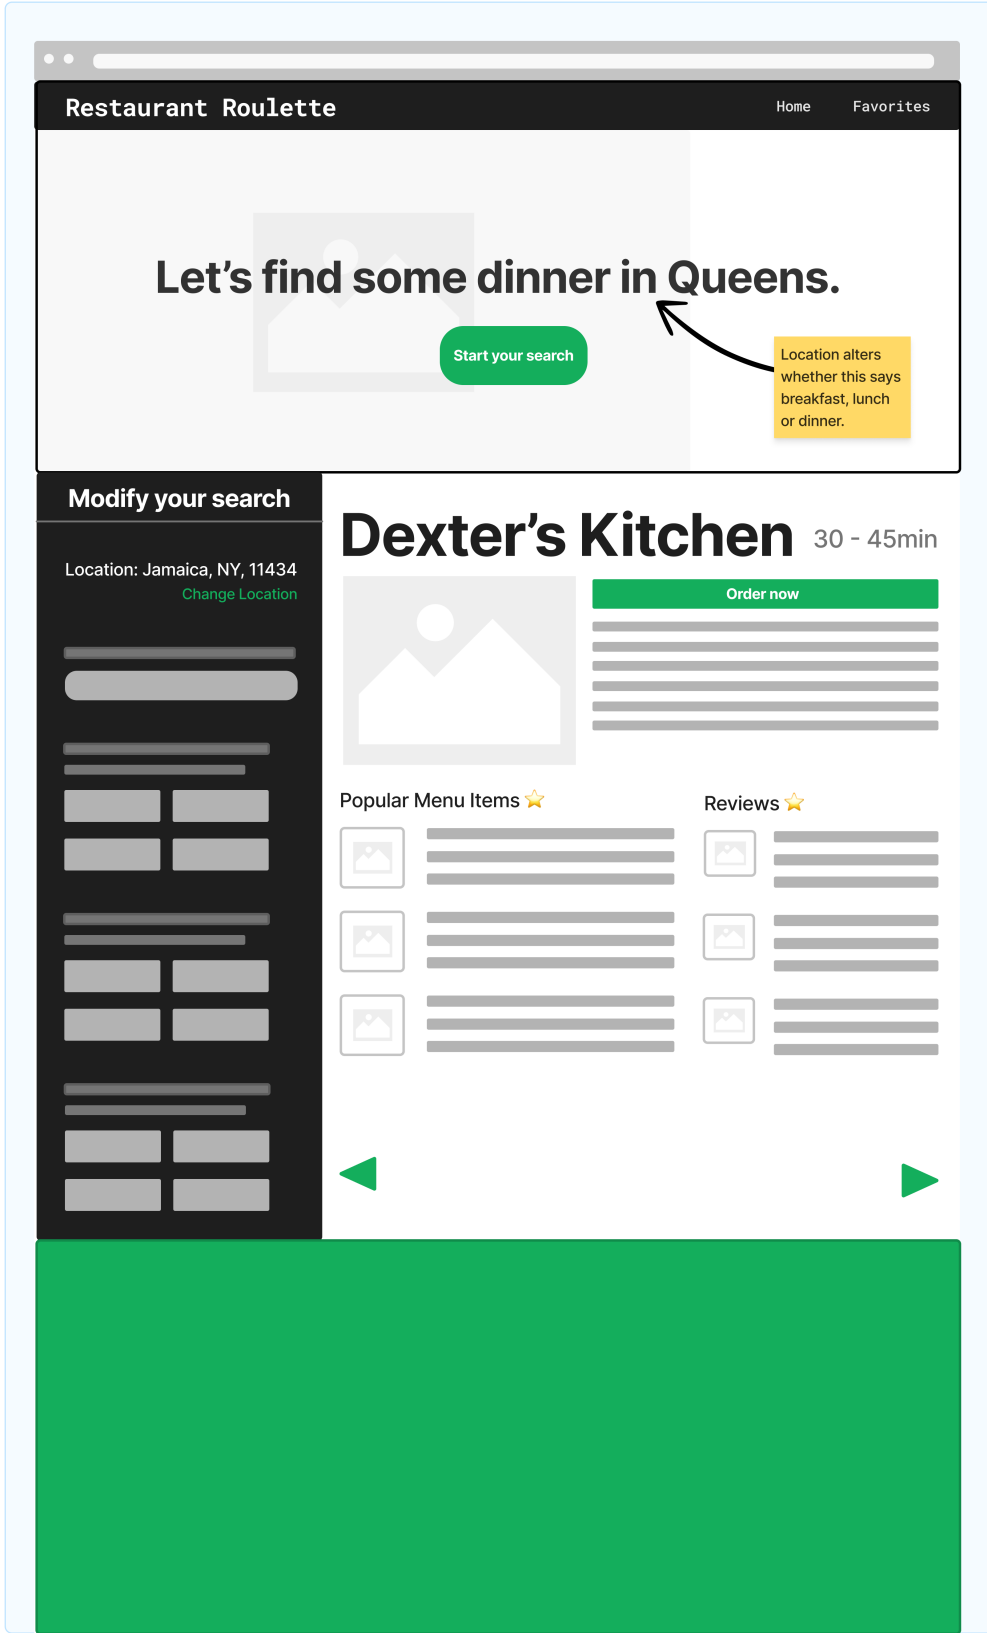 Restaurant Roulette
Home
Favorites
Let's find some dinner in Queens.
Start your search
Location alters
whether this says
breakfast, lunch
or dinner.
Modify your search
Location: Jamaica, NY, 11434
Change Location
Dexter's Kitchen
30 - 45min
Order now
Popular Menu Items ⭐
Reviews ⭐